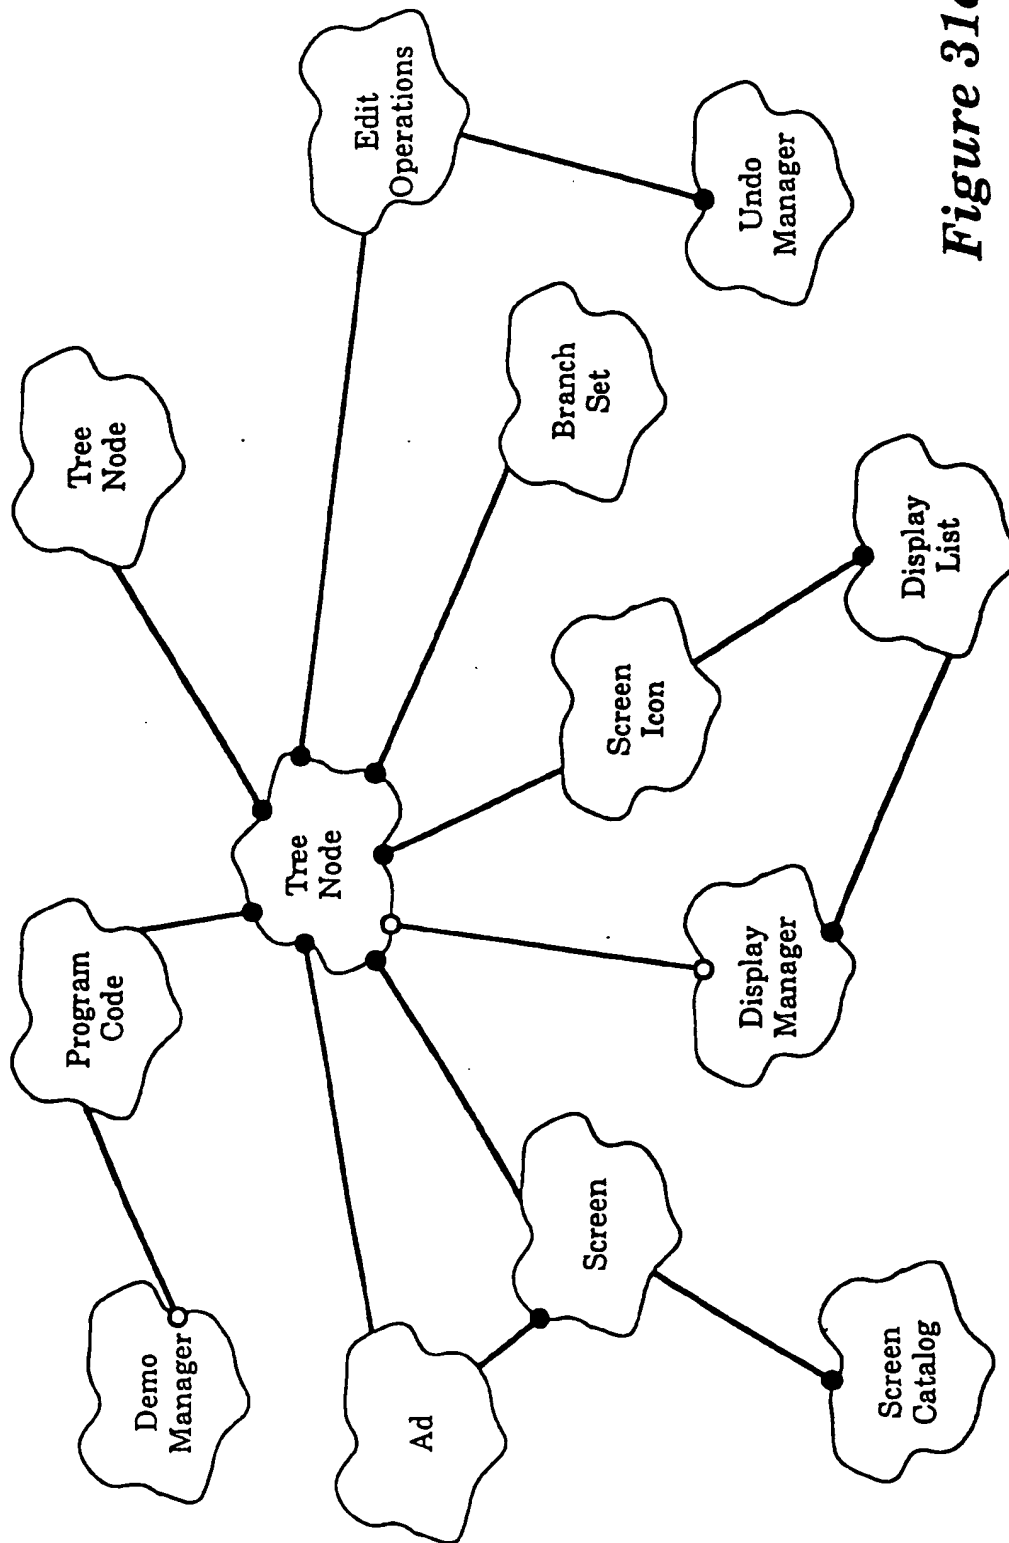 Demo
Manager
Program
Code
Tree
Node
Tree
Node
Edit
Operations
Ad
Screen
Branch
Set
Screen
Icon
Display
Manager
Undo
Manager
Screen
Catalog
Display
List
Figure 31